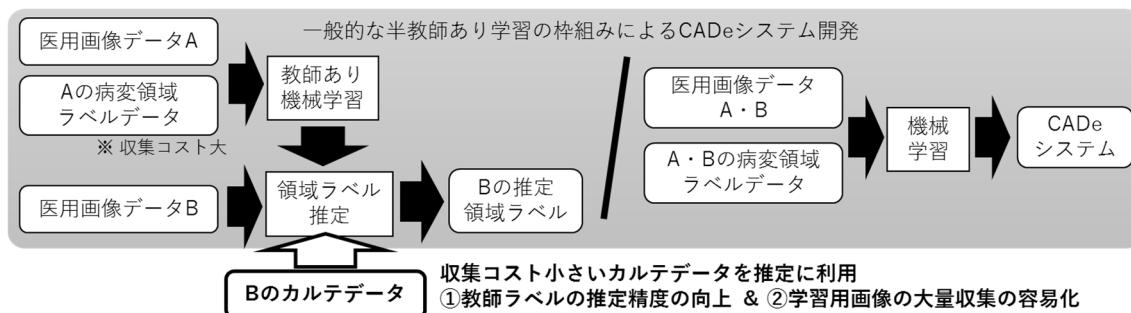 一般的な半教師あり学習の枠組みによるCADeシステム開発
医用画像データA
Aの病変領域
ラベルデータ
※ 収集コスト大
教師あり
機械学習
医用画像データB
領域ラベル
推定
Bの推定
領域ラベル
医用画像データ
A・B
A・Bの病変領域
ラベルデータ
機械
学習
CADe
システム
Bのカルテデータ
収集コスト小さいカルテデータを推定に利用
①教師ラベルの推定精度の向上 & ②学習用画像の大量収集の容易化